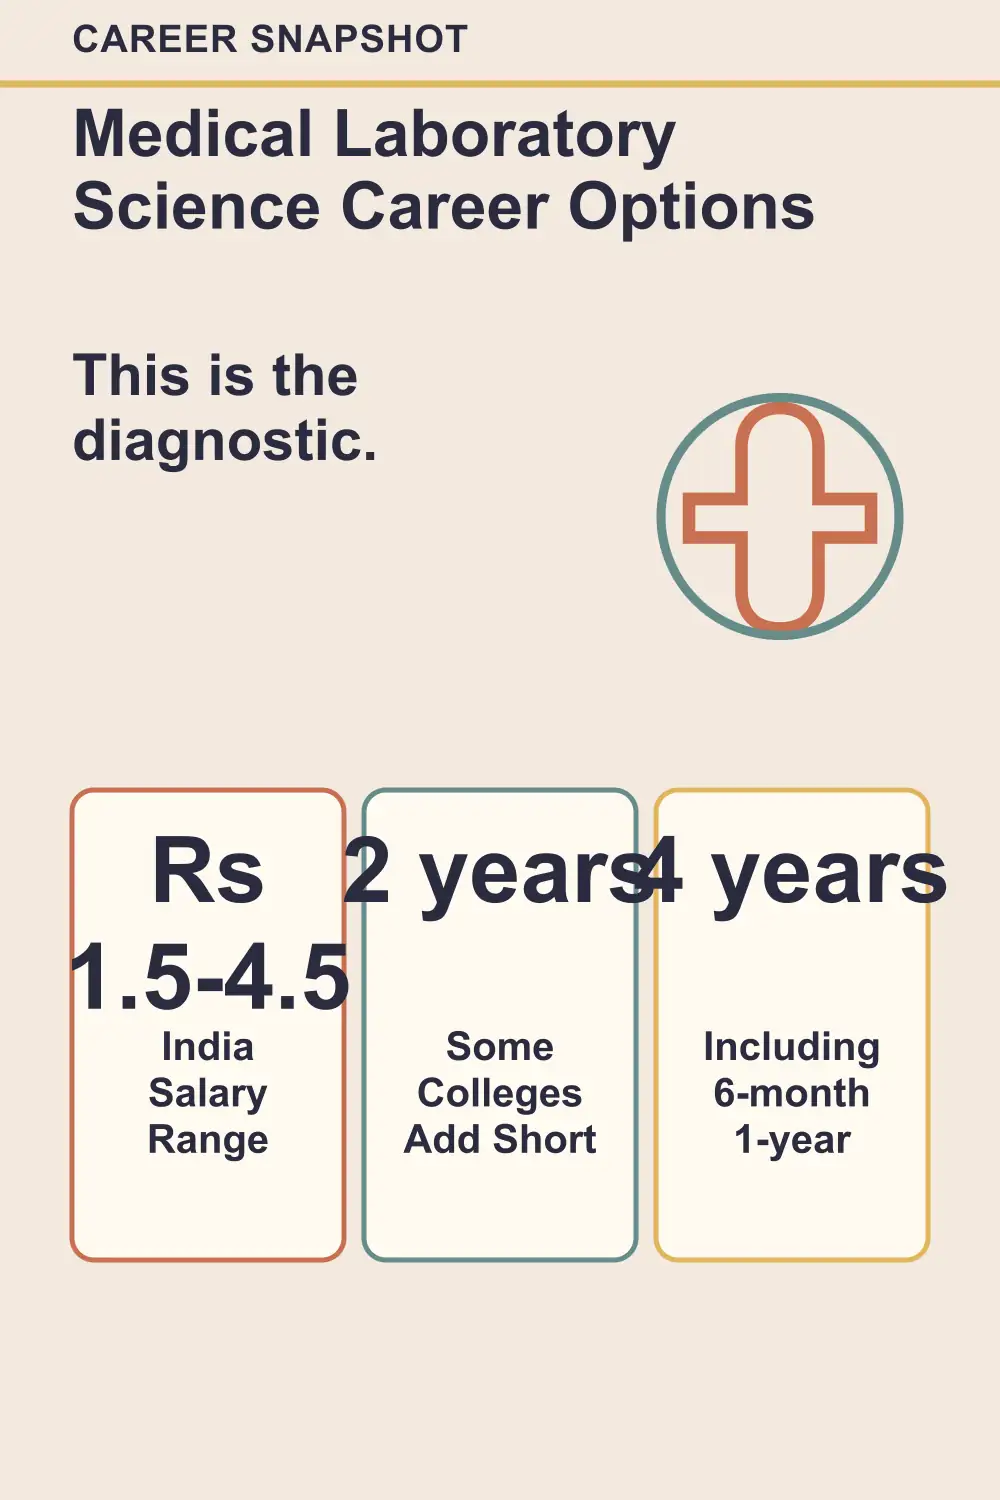 CAREER SNAPSHOT
Medical Laboratory
Science Career Options
This is the
diagnostic.
Rs
1.5-4.5
India
Salary
Range
2 years
Some
Colleges
Add Short
4 years
Including
6-month
1-year